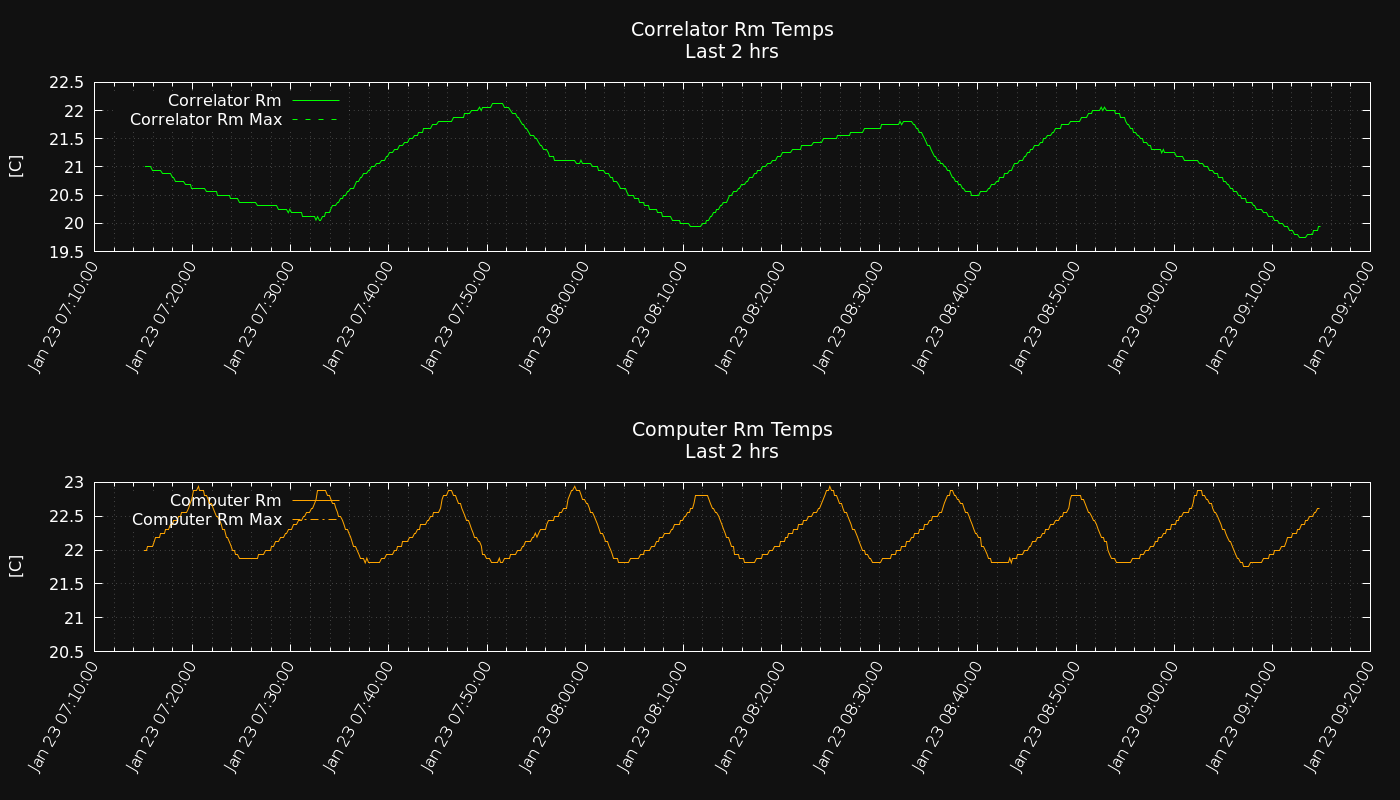 Correlator Rm Temps
Last 2 hrs
22.5
22
21.5
21
20.5
20
19.5
[C]
Correlator Rm
Correlator Rm Max
Jan 23 07:10:00
Jan 23 07:20:00
Jan 23 07:30:00
Jan 23 07:40:00
Jan 23 07:50:00
Jan 23 08:00:00
Jan 23 08:10:00
Jan 23 08:20:00
Jan 23 08:30:00
Jan 23 08:40:00
Jan 23 08:50:00
Jan 23 09:00:00
Jan 23 09:10:00
Jan 23 09:20:00
Computer Rm Temps
Last 2 hrs
23
22.5
22
21.5
21
20.5
[C]
Computer Rm
Computer Rm Max
Jan 23 07:10:00
Jan 23 07:20:00
Jan 23 07:30:00
Jan 23 07:40:00
Jan 23 07:50:00
Jan 23 08:00:00
Jan 23 08:10:00
Jan 23 08:20:00
Jan 23 08:30:00
Jan 23 08:40:00
Jan 23 08:50:00
Jan 23 09:00:00
Jan 23 09:10:00
Jan 23 09:20:00